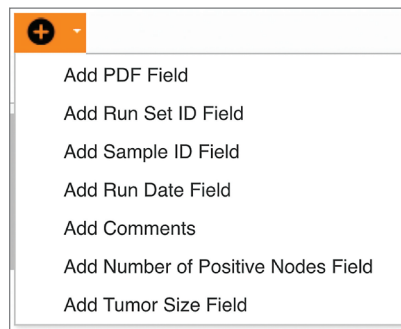 Add PDF Field
Add Run Set ID Field
Add Sample ID Field
Add Run Date Field
Add Comments
Add Number of Positive Nodes Field
Add Tumor Size Field